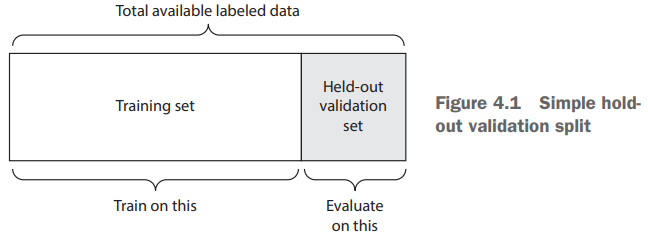 Total available labeled data
Training set
Held-out
validation
set
Train on this
Evaluate
on this
Figure 4.1 Simple hold-
out validation split